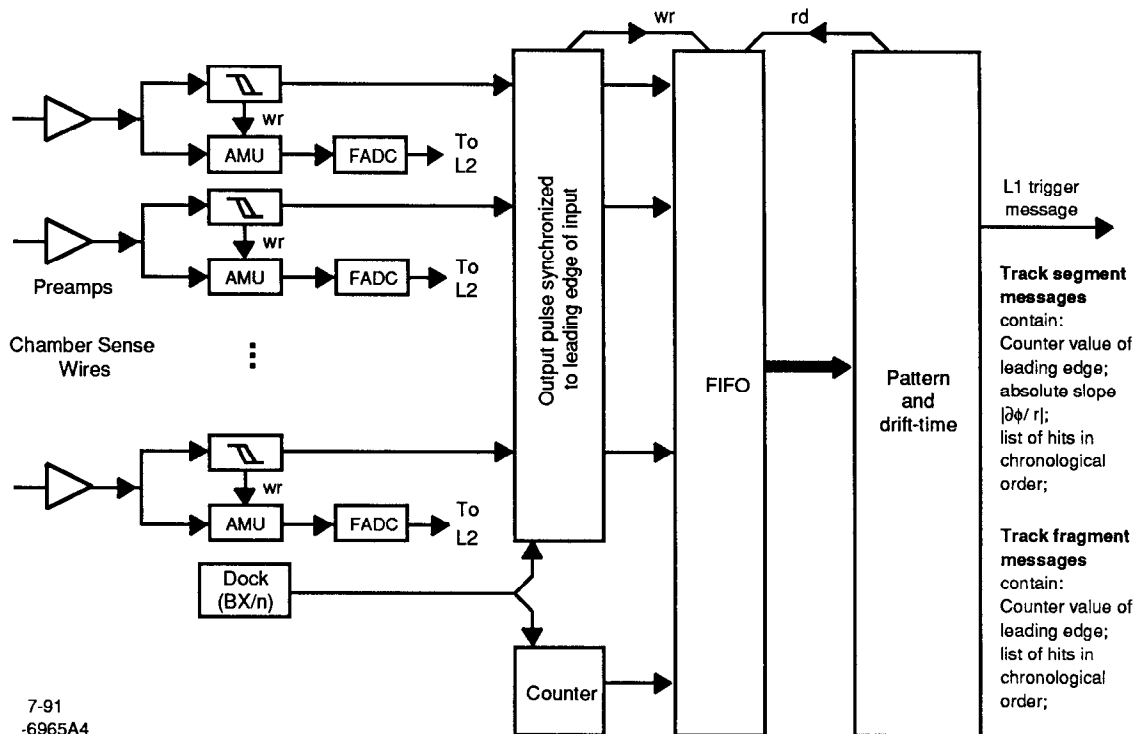 wr
rd
wr
AMU
FADC
To
L2
wr
AMU
FADC
To
L2
Preamps
Chamber Sense
Wires
wr
AMU
FADC
To
L2
Dock
(BX/n)
Output pulse synchronized
to leading edge of input
Counter
FIFO
Pattern
and
drift-time
L1 trigger
message
Track segment
messages
contain:
Counter value of
leading edge;
absolute slope
|∂ϕ/ r|;
list of hits in
chronological
order;
Track fragment
messages
contain:
Counter value of
leading edge;
list of hits in
chronological
order;
7-91
-6965A4